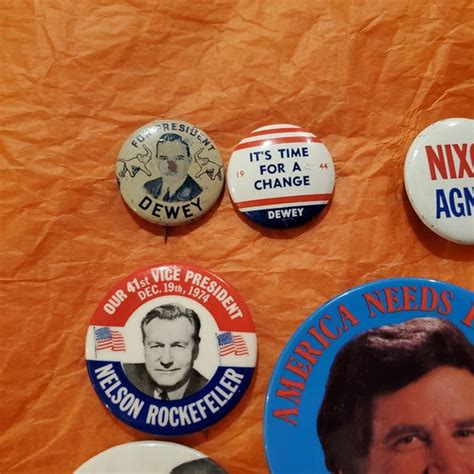 FOR PRESIDENT
DEWEY
IT'S TIME
FOR A
CHANGE
19 44
DEWEY
NIXO
AGN
OUR 41st VICE PRESIDENT
DEC. 19th, 1974
NELSON ROCKEFELLER
AMERICA NEEDS